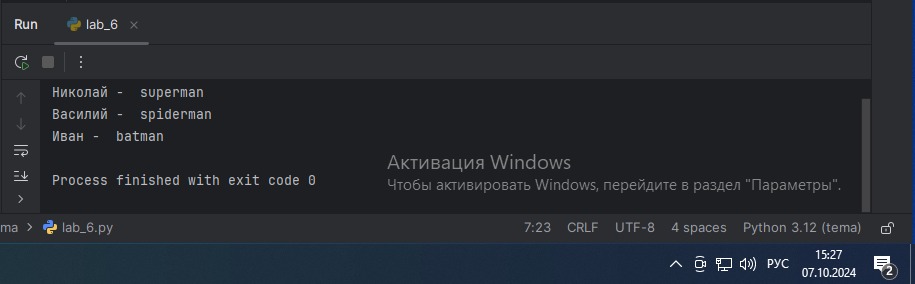 Run lab_6
Николай -  superman
Василий -  spiderman
Иван -  batman
Process finished with exit code 0
Активация Windows
Чтобы активировать Windows, перейдите в раздел "Параметры".
ma > lab_6.py 7:23 CRLF UTF-8 4 spaces Python 3.12 (tema)
РУС 15:27
07.10.2024 2